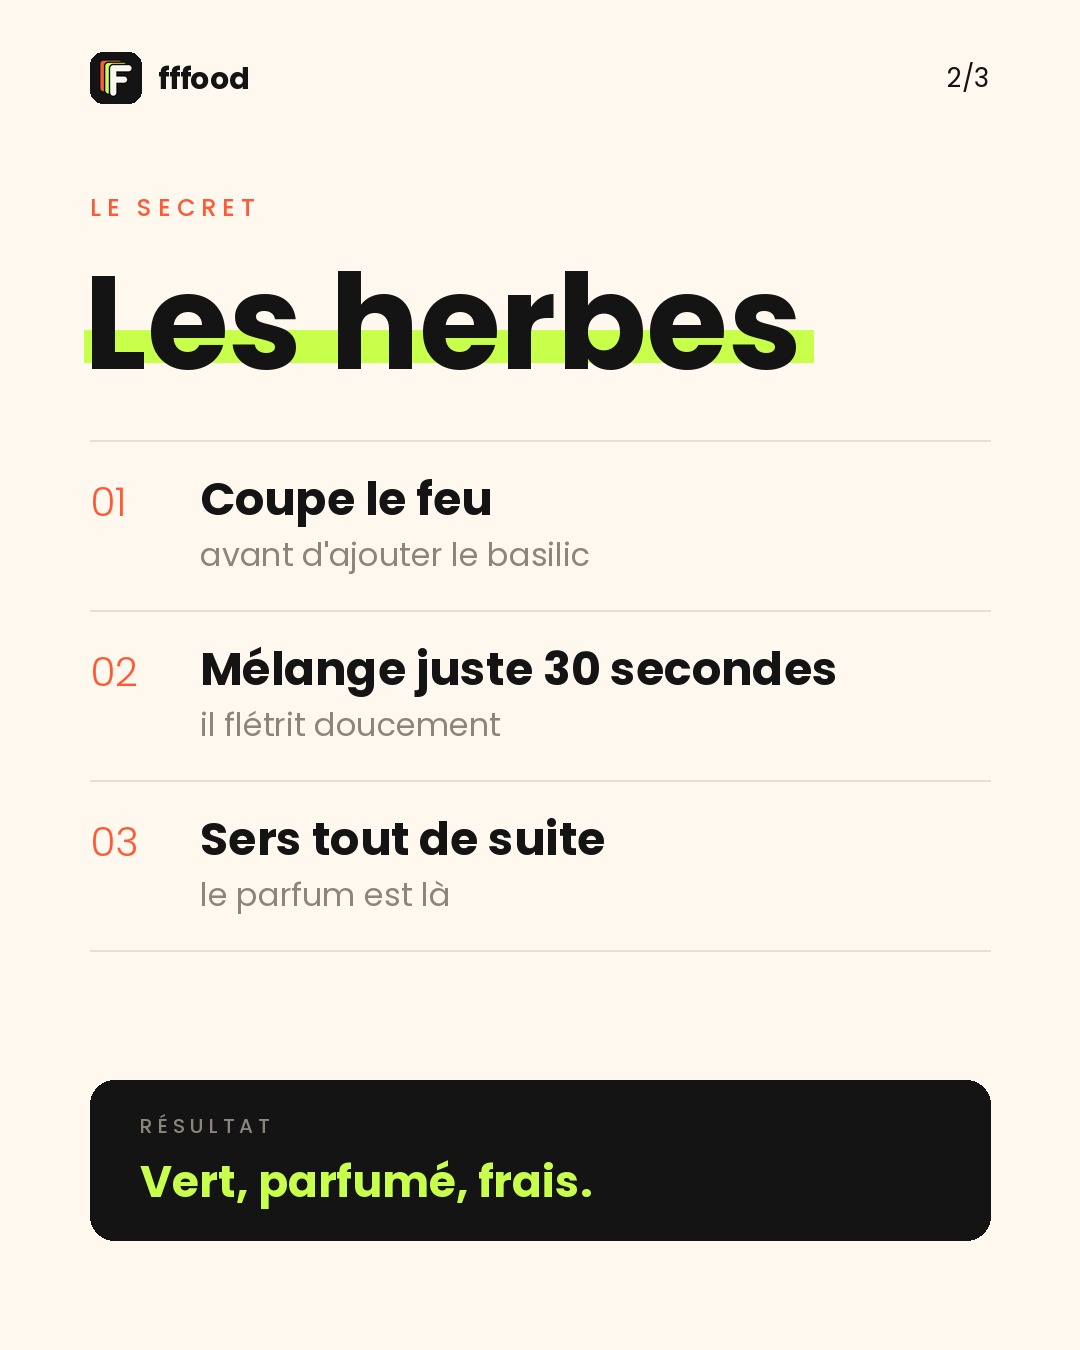 F fffood
2/3
LE SECRET
Les herbes
01 Coupe le feu
avant d'ajouter le basilic
02 Mélange juste 30 secondes
il flétrit doucement
03 Sers tout de suite
le parfum est là
RÉSULTAT
Vert, parfumé, frais.